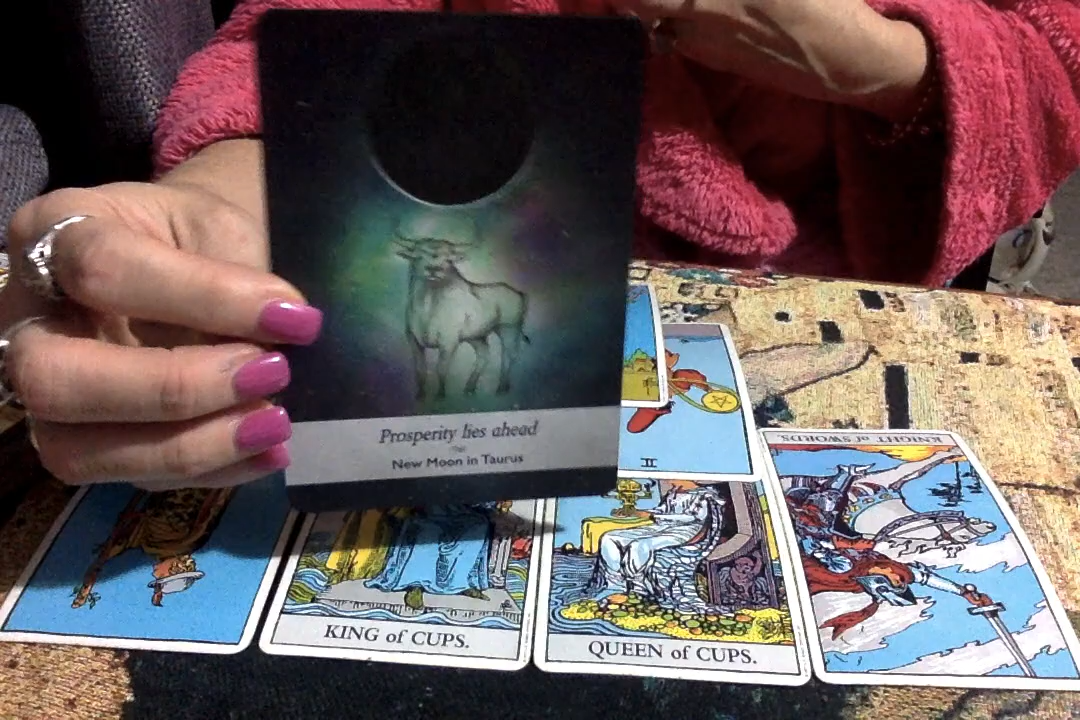 Prosperity lies ahead
New Moon in Taurus
II
KNIGHT of SWORDS.
KING of CUPS.
QUEEN of CUPS.